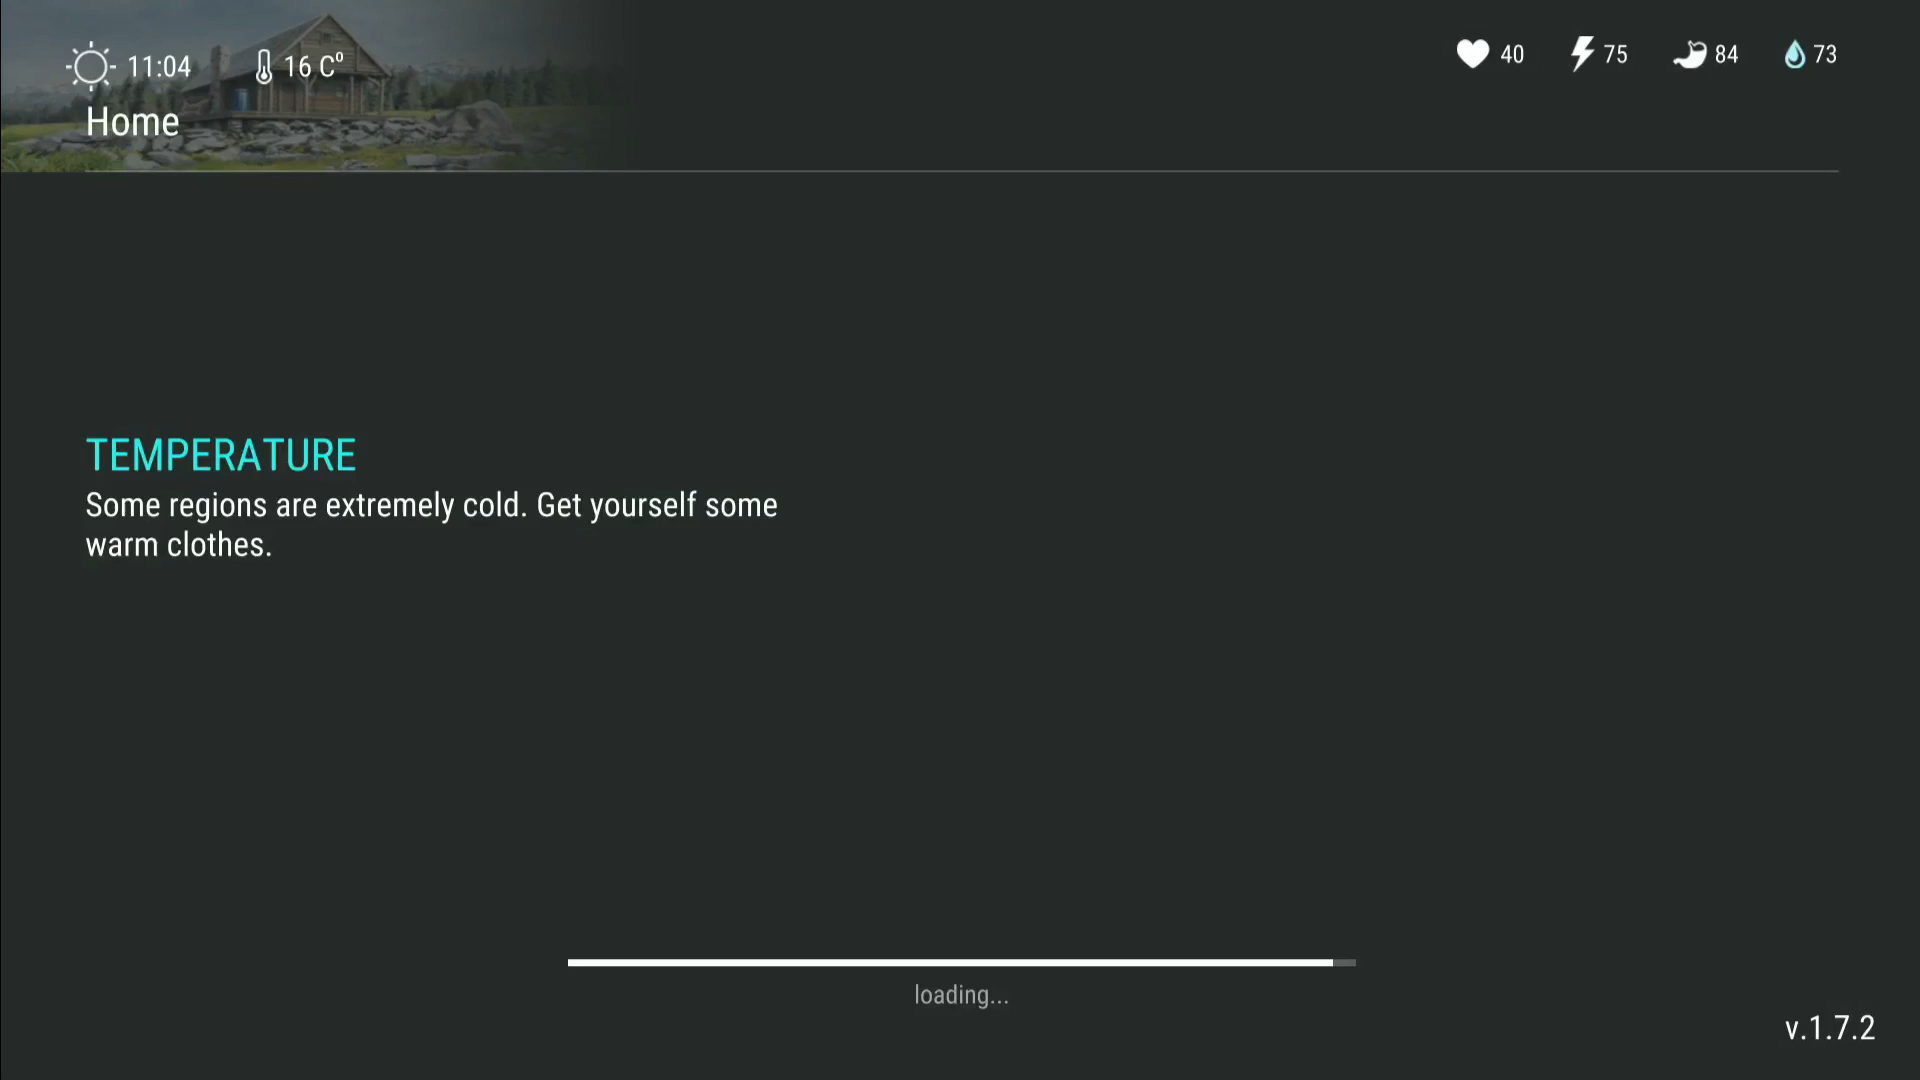 11:04 16 Cº 40 75 84 73
Home
TEMPERATURE
Some regions are extremely cold. Get yourself some
warm clothes.
loading...
v.1.7.2